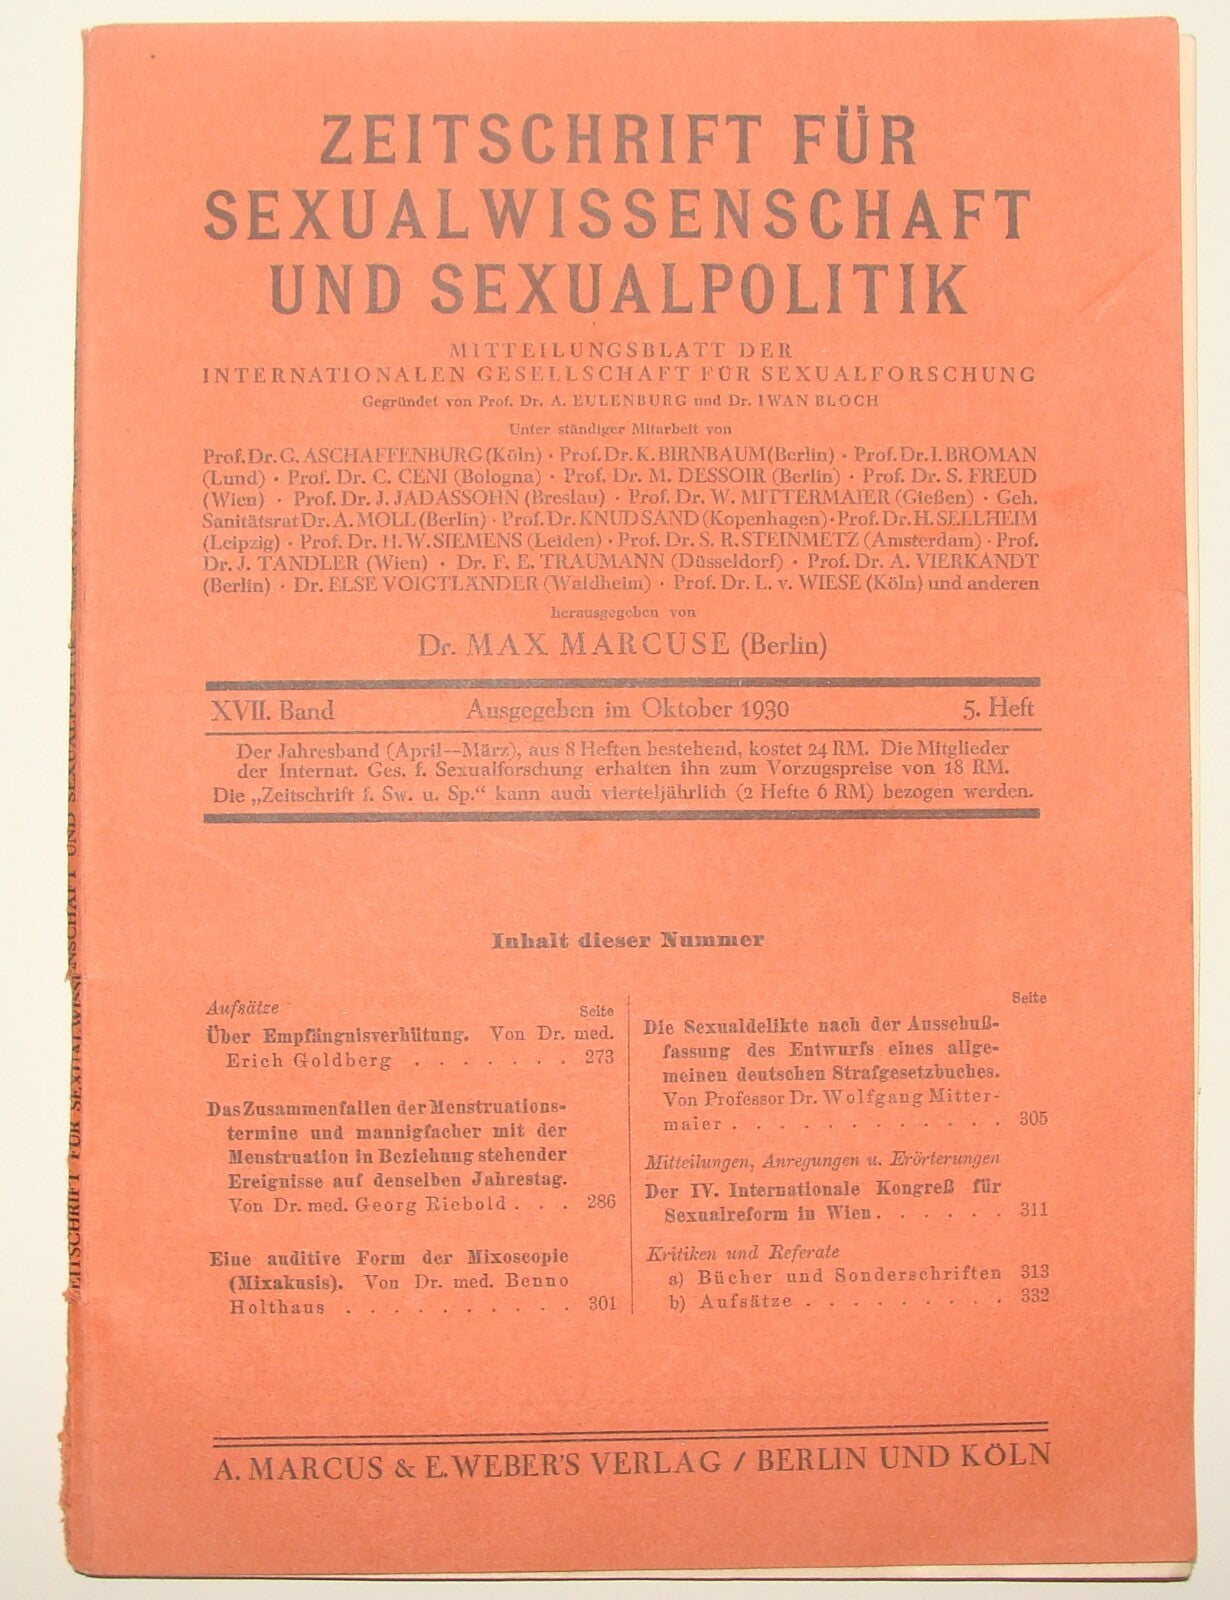 ZEITSCHRIFT FÜR
SEXUALWISSENSCHAFT
UND SEXUALPOLITIK
MITTEILUNGSBLATT DER
INTERNATIONALEN GESELLSCHAFT FÜR SEXUALFORSCHUNG
Gegründet von Prof. Dr. A. EULENBURG und Dr. IWAN BLOCH
Unter ständiger Mitarbeit von
Prof. Dr. G. ASCHAFFENBURG (Köln) · Prof. Dr. K. BIRNBAUM (Berlin) · Prof. Dr. I. BROMAN
(Lund) · Prof. Dr. C. CENI (Bologna) · Prof. Dr. M. DESSOIR (Berlin) · Prof. Dr. S. FREUD
(Wien) · Prof. Dr. J. JADASSOHN (Breslau) · Prof. Dr. W. MITTERMAIER (Gießen) · Geh.
Sanitätsrat Dr. A. MOLL (Berlin) · Prof. Dr. KNUD SAND (Kopenhagen) · Prof. Dr. H. SELLHEIM
(Leipzig) · Prof. Dr. H. W. SIEMENS (Leiden) · Prof. Dr. S. R. STEINMETZ (Amsterdam) · Prof.
Dr. J. TANDLER (Wien) · Dr. F. E. TRAUMANN (Düsseldorf) · Prof. Dr. A. VIERKANDT
(Berlin) · Dr. ELSE VOIGTLÄNDER (Waldheim) · Prof. Dr. L. v. WIESE (Köln) und anderen
herausgegeben von
Dr. MAX MARCUSE (Berlin)
XVII. Band Ausgegeben im Oktober 1930 5. Heft
Der Jahresband (April—März), aus 8 Heften bestehend, kostet 24 RM. Die Mitglieder
der Internat. Ges. f. Sexualforschung erhalten ihn zum Vorzugspreise von 18 RM.
Die „Zeitschrift f. Sw. u. Sp.“ kann auch vierteljährlich (2 Hefte 6 RM) bezogen werden.
Inhalt dieser Nummer
Aufsätze Seite
Über Empfängnisverhütung. Von Dr. med.
Erich Goldberg . . . . . . . 273
Das Zusammenfallen der Menstruations-
termine und mannigfacher mit der
Menstruation in Beziehung stehender
Ereignisse auf denselben Jahrestag.
Von Dr. med. Georg Riebold . . . 286
Eine auditive Form der Mixoscopie
(Mixakusis). Von Dr. med. Benno
Holthaus . . . . . . . . . . 301
Seite
Die Sexualdelikte nach der Ausschuß-
fassung des Entwurfs eines allge-
meinen deutschen Strafgesetzbuches.
Von Professor Dr. Wolfgang Mitter-
maier . . . . . . . . . . . . 305
Mitteilungen, Anregungen u. Erörterungen
Der IV. Internationale Kongreß für
Sexualreform in Wien . . . . . . 311
Kritiken und Referate
a) Bücher und Sonderschriften 313
b) Aufsätze . . . . . . . . . 332
A. MARCUS & E. WEBER'S VERLAG / BERLIN UND KÖLN
ZEITSCHRIFT FÜR SEXUALWISSENSCHAFT UND SEXUALPOLITIK